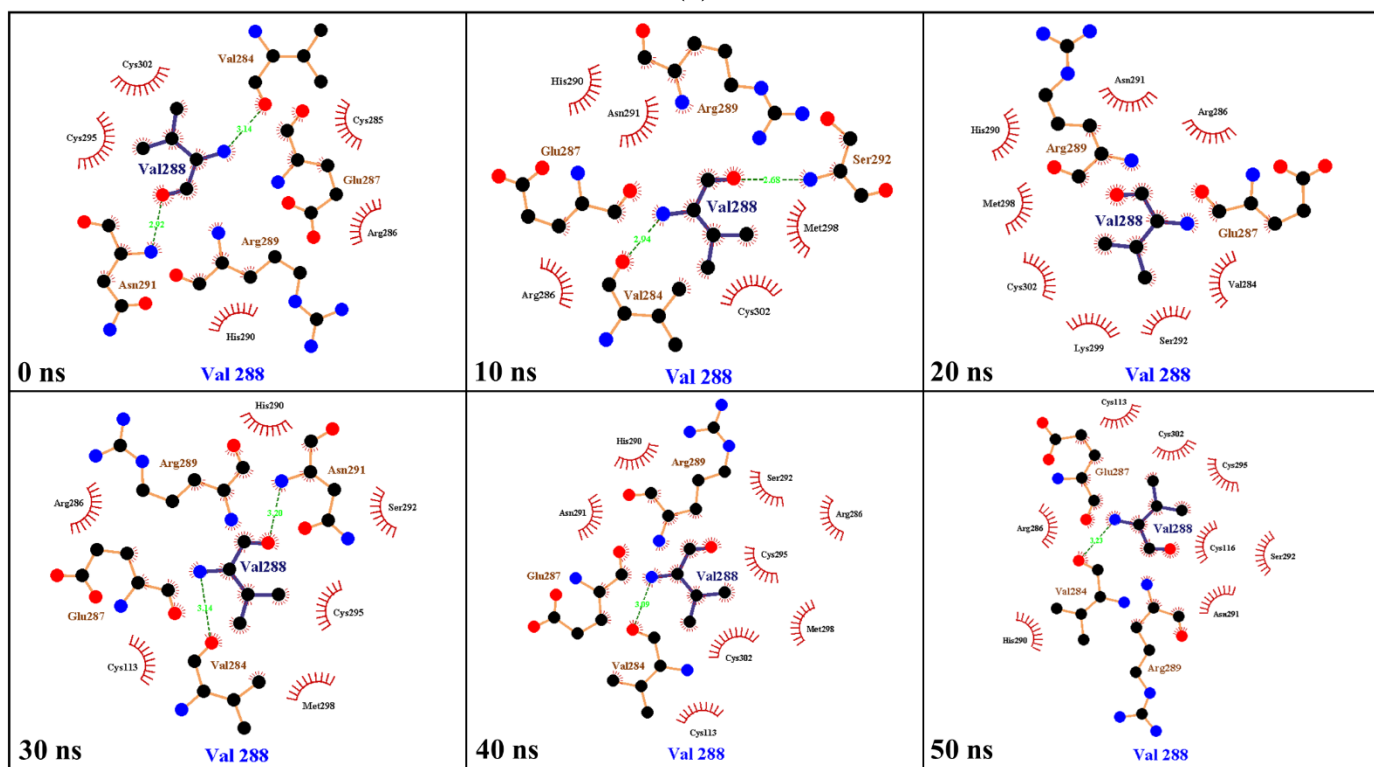 Cys302
Val284
Cys295
3.14
Cys285
Val288
Glu287
2.92
Arg286
Arg289
Asn291
His290
0 ns
Val 288
His290
Asn291
Arg289
Glu287
Ser292
2.68
Val288
Met298
2.94
Arg286
Val284
Cys302
10 ns
Val 288
Asn291
Arg286
His290
Arg289
Met298
Val288
Glu287
Cys302
Val284
Lys299
Ser292
20 ns
Val 288
His290
Arg289
Asn291
Arg286
Ser292
3.20
Val288
Glu287
3.14
Cys295
Cys113
Val284
Met298
30 ns
Val 288
His290
Arg289
Ser292
Asn291
Arg286
Cys295
Glu287
Val288
3.09
Met298
Val284
Cys302
Cys113
40 ns
Val 288
Cys113
Cys302
Glu287
Cys295
Arg286
Val288
Cys116
Ser292
Val284
Asn291
His290
Arg289
50 ns
Val 288